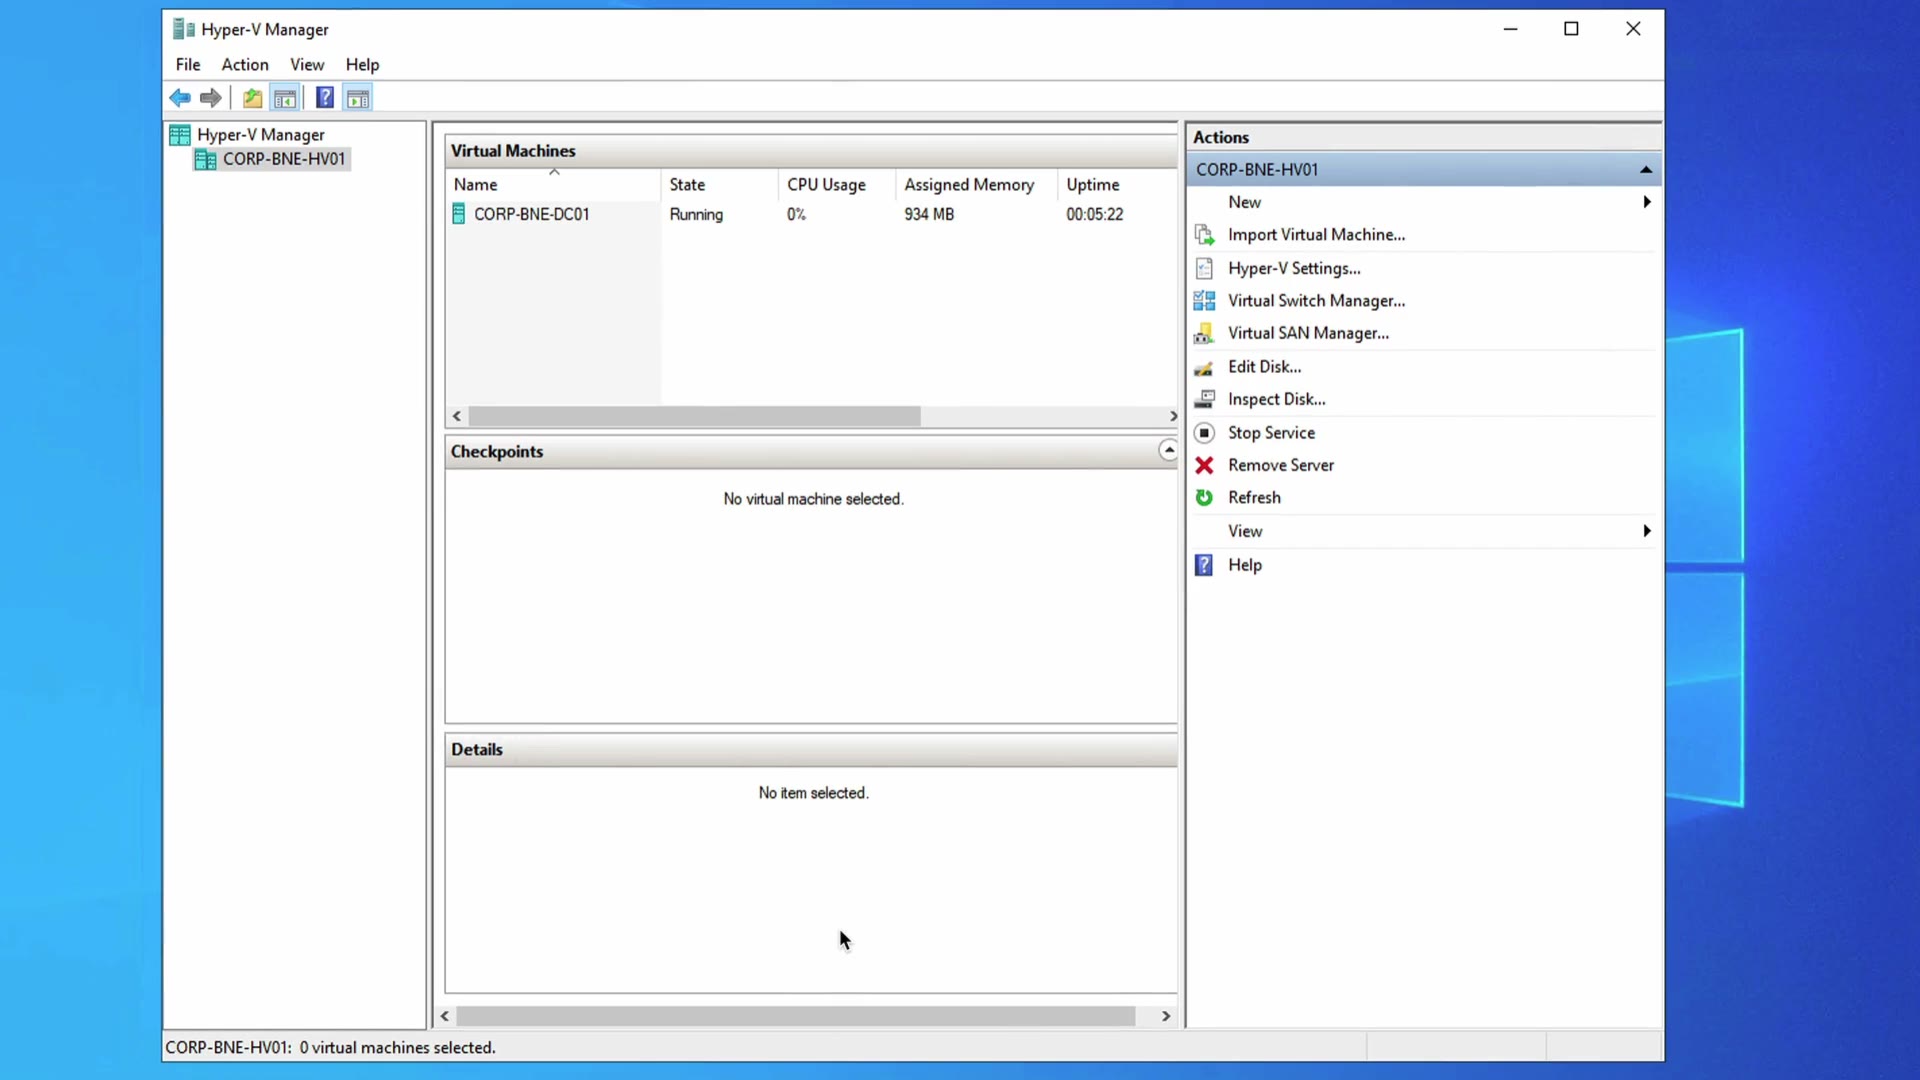 Hyper-V Manager
File Action View Help
Hyper-V Manager
CORP-BNE-HV01
Virtual Machines
Name State CPU Usage Assigned Memory Uptime
CORP-BNE-DC01 Running 0% 934 MB 00:05:22
Checkpoints
No virtual machine selected.
Details
No item selected.
Actions
CORP-BNE-HV01
New
Import Virtual Machine...
Hyper-V Settings...
Virtual Switch Manager...
Virtual SAN Manager...
Edit Disk...
Inspect Disk...
Stop Service
Remove Server
Refresh
View
Help
CORP-BNE-HV01: 0 virtual machines selected.